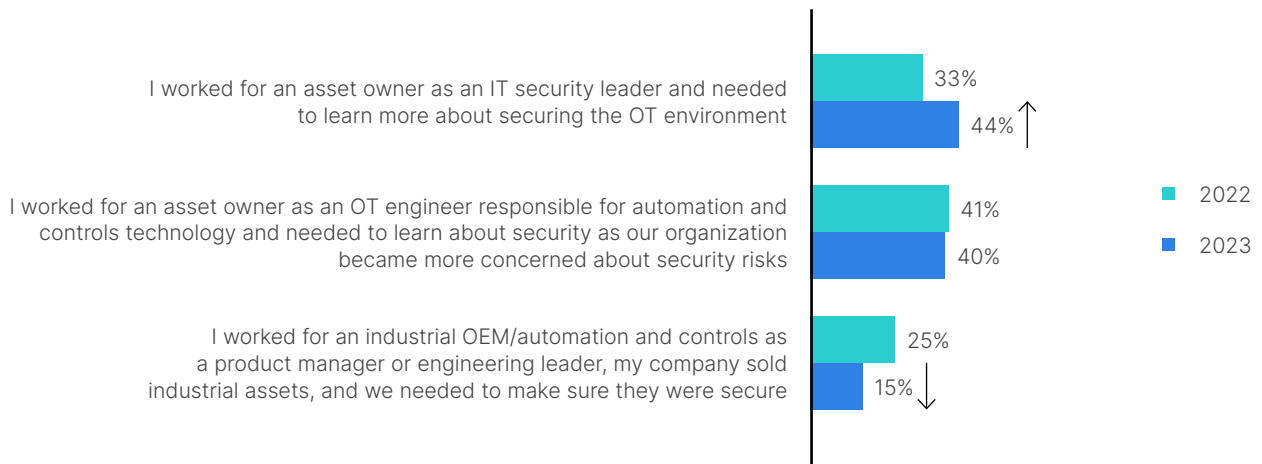 I worked for an asset owner as an IT security leader and needed
to learn more about securing the OT environment
33%
44%
I worked for an asset owner as an OT engineer responsible for automation and
controls technology and needed to learn about security as our organization
became more concerned about security risks
41%
40%
I worked for an industrial OEM/automation and controls as
a product manager or engineering leader, my company sold
industrial assets, and we needed to make sure they were secure
25%
15%
2022
2023